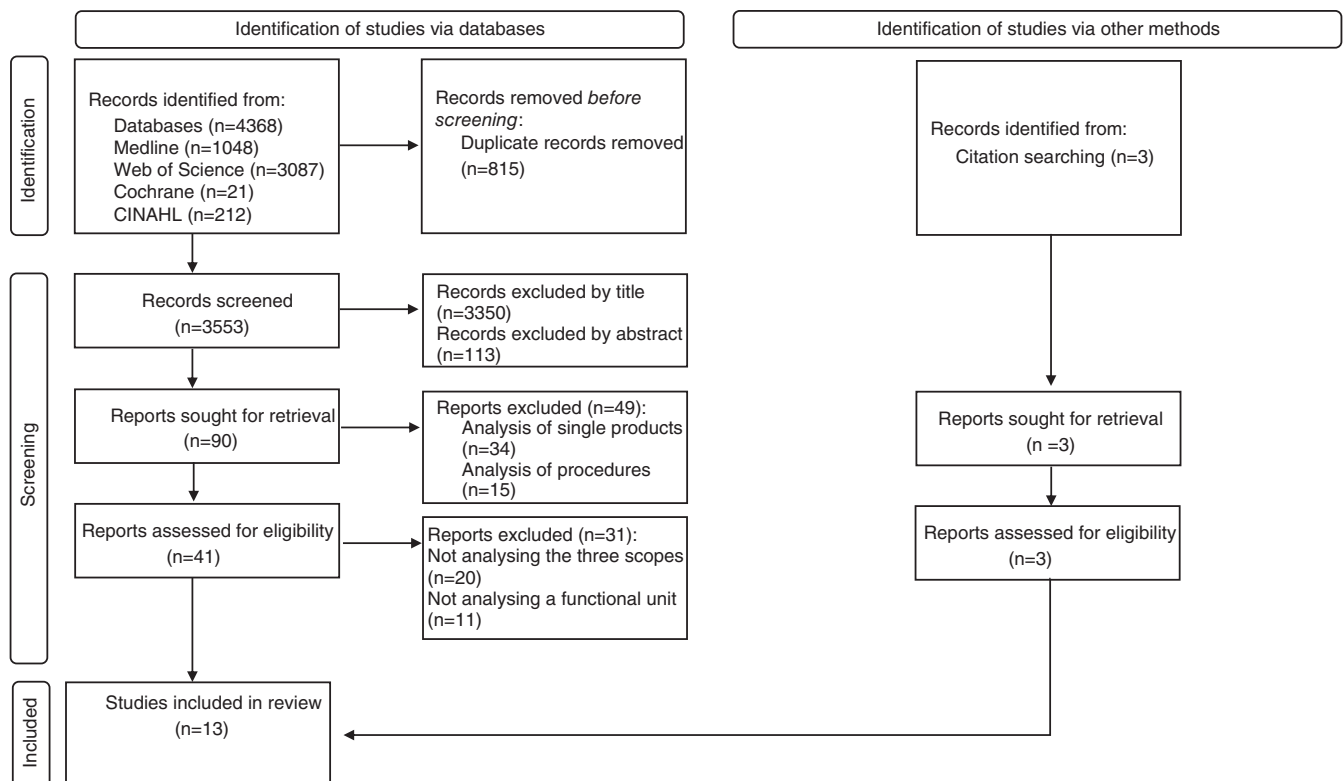 Identification of studies via databases
Identification of studies via other methods
Identification
Records identified from:
Databases (n=4368)
Medline (n=1048)
Web of Science (n=3087)
Cochrane (n=21)
CINAHL (n=212)
Records removed before
screening:
Duplicate records removed
(n=815)
Records identified from:
Citation searching (n=3)
Screening
Records screened
(n=3553)
Records excluded by title
(n=3350)
Records excluded by abstract
(n=113)
Reports sought for retrieval
(n=90)
Reports excluded (n=49):
Analysis of single products
(n=34)
Analysis of procedures
(n=15)
Reports sought for retrieval
(n =3)
Reports assessed for eligibility
(n=41)
Reports excluded (n=31):
Not analysing the three scopes
(n=20)
Not analysing a functional unit
(n=11)
Reports assessed for eligibility
(n=3)
Included
Studies included in review
(n=13)